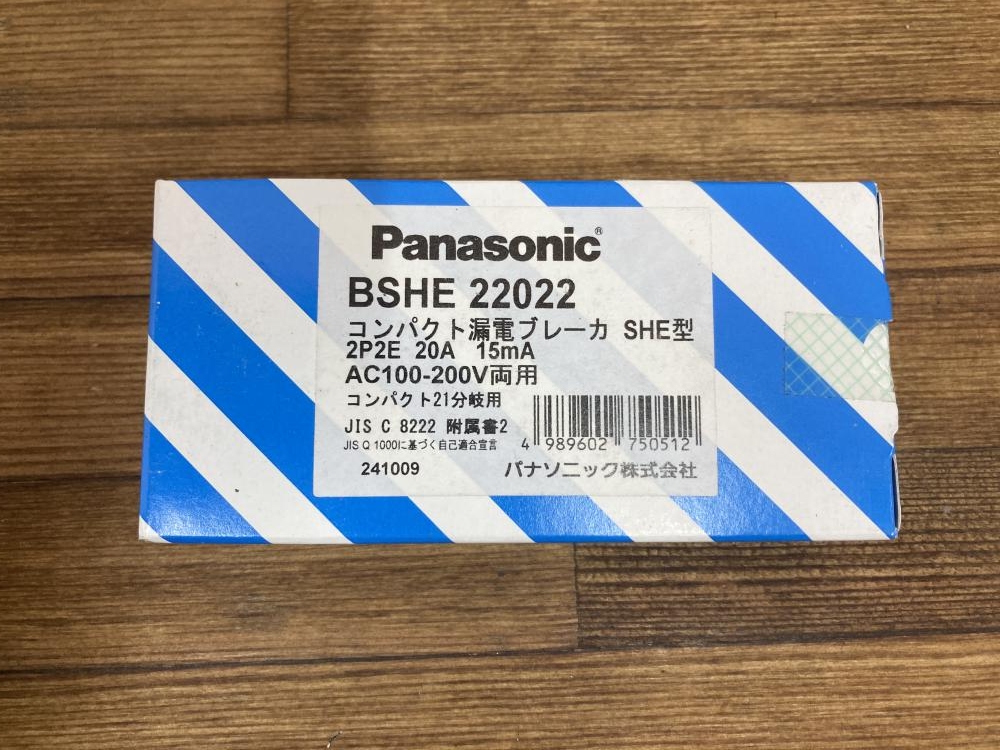 Panasonic®
BSHE 22022
コンパクト漏電ブレーカ SHE型
2P2E 20A 15mA
AC100-200V両用
コンパクト21分岐用
JIS C 8222 附属書2
JIS Q 1000に基づく自己適合宣言
4 989602 750512
241009
パナソニック株式会社